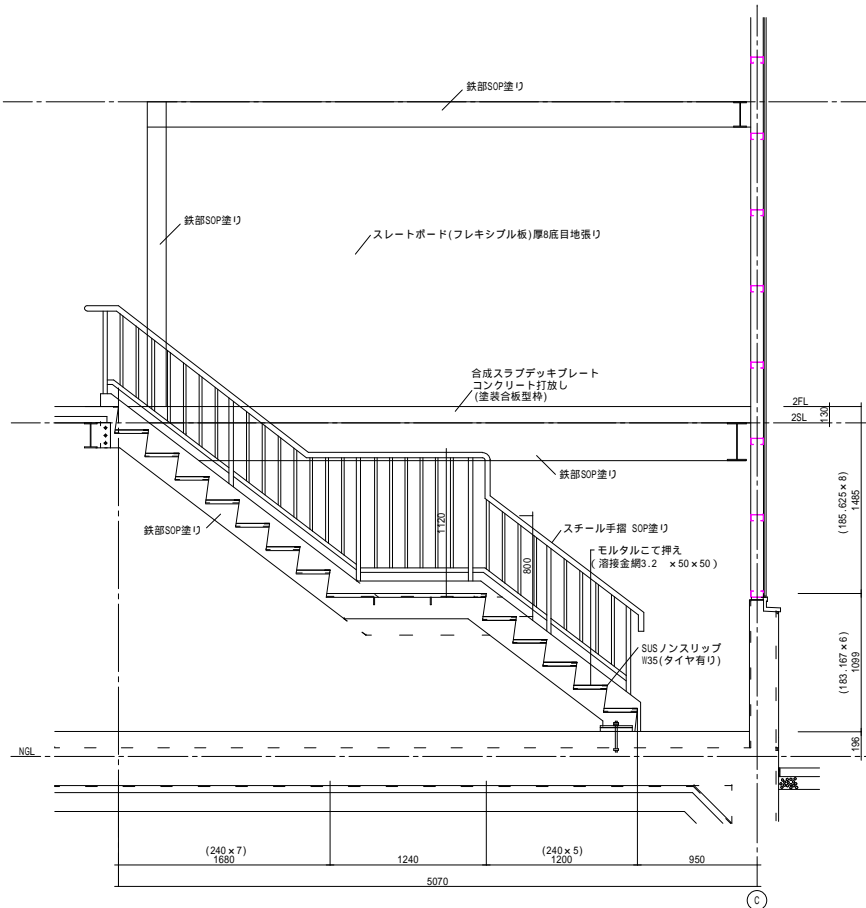 鉄部SOP塗り
鉄部SOP塗り
スレートボード(フレキシブル板)厚8底目地張り
合成スラブデッキプレート
コンクリート打放し
(塗装合板型枠)
2FL
130
2SL
鉄部SOP塗り
鉄部SOP塗り
1120
スチール手摺 SOP塗り
800
モルタルこて押え
(溶接金網3.2 ×50×50)
(185.625×8)
1485
SUSノンスリップ
W35(タイヤ有り)
(183.167×6)
1099
196
NGL
(240×7)
1680
1240
(240×5)
1200
950
5070
C